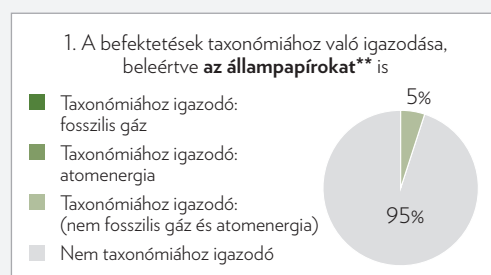 1. A befektetések taxonómiához való igazodása,
beleértve az állampapírokat** is
Taxonómiához igazodó:
fosszilis gáz
Taxonómiához igazodó:
atomenergia
Taxonómiához igazodó:
(nem fosszilis gáz és atomenergia)
Nem taxonómiához igazodó
5%
95%